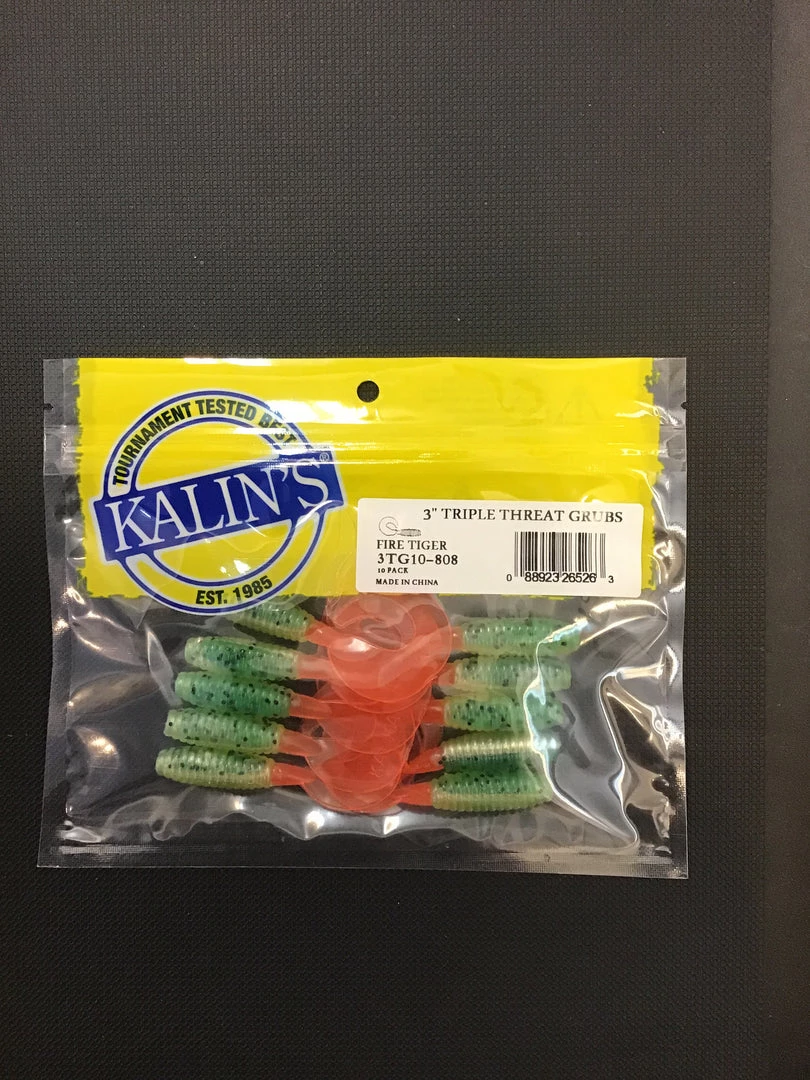 TOURNAMENT TESTED BEST
KALIN'S®
EST. 1985
3" TRIPLE THREAT GRUBS
FIRE TIGER
3TG10-808
10 PACK
MADE IN CHINA
0 88923 26526 3